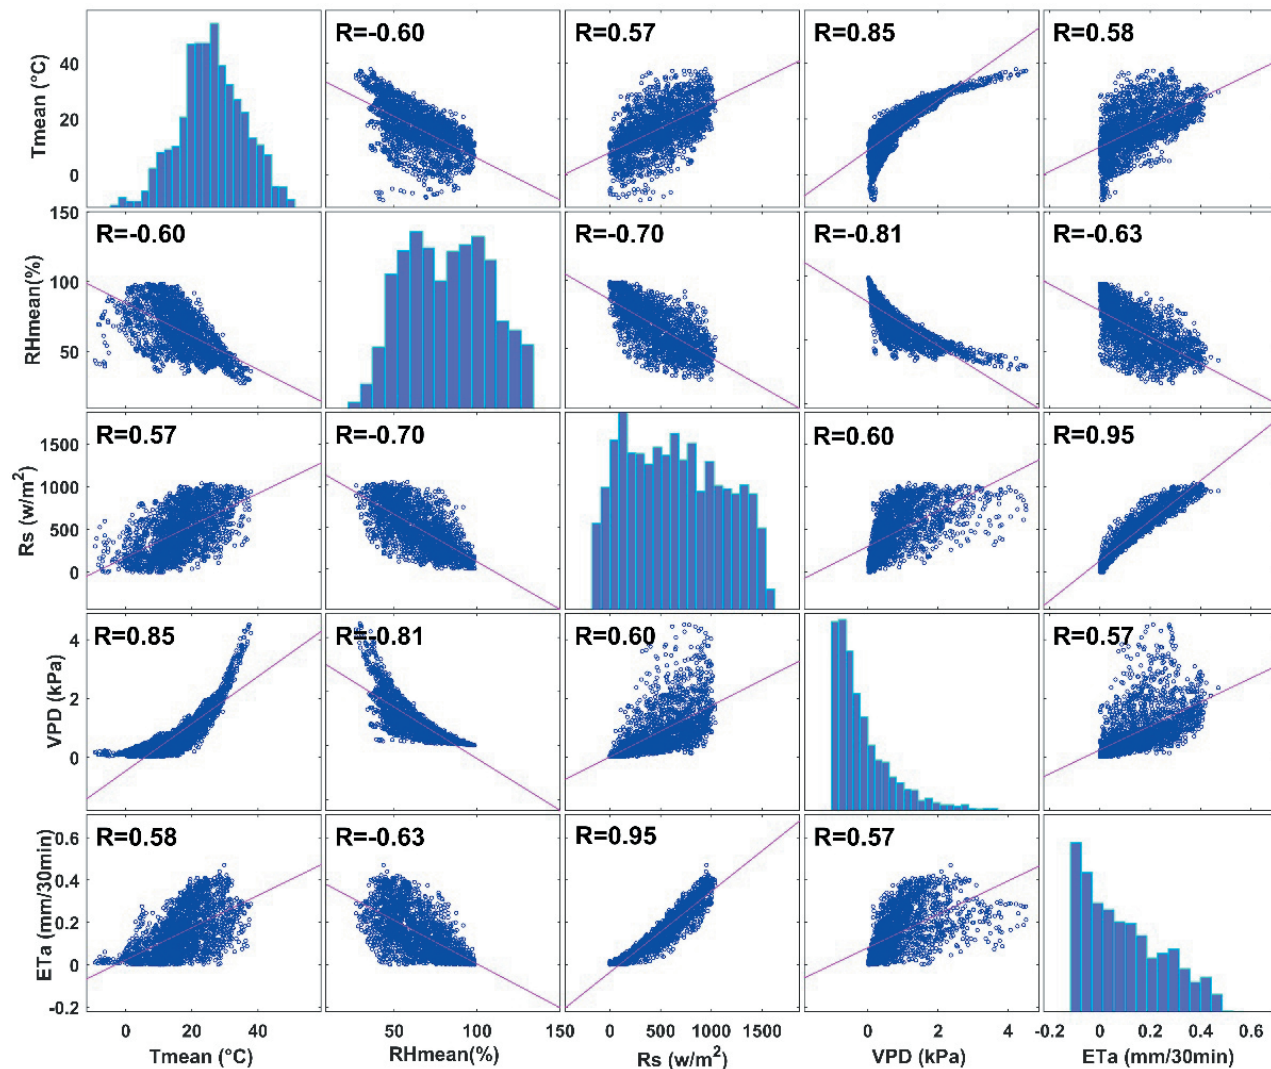 R=-0.60 R=0.57 R=0.85 R=0.58
40
20
0
Tmean (°C)
R=-0.60 R=-0.70 R=-0.81 R=-0.63
150
100
50
RHmean(%)
R=0.57 R=-0.70 R=0.60 R=0.95
1500
1000
500
0
Rs (w/m²)
R=0.85 R=-0.81 R=0.60 R=0.57
4
2
0
VPD (kPa)
R=0.58 R=-0.63 R=0.95 R=0.57
0.6
0.4
0.2
0
-0.2
ETa (mm/30min)
0 20 40 50 100 150 0 500 1000 1500 0 2 4 -0.2 0 0.2 0.4 0.6
Tmean (°C) RHmean(%) Rs (w/m²) VPD (kPa) ETa (mm/30min)